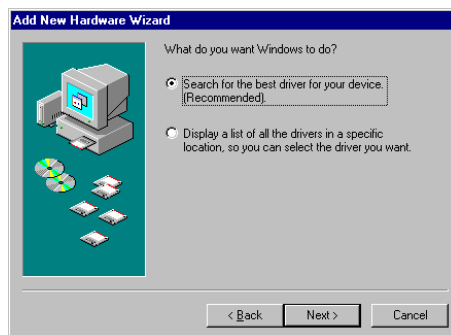 Add New Hardware Wizard
What do you want Windows to do?
Search for the best driver for your device.
(Recommended).
Display a list of all the drivers in a specific
location, so you can select the driver you want.
< Back
Next >
Cancel